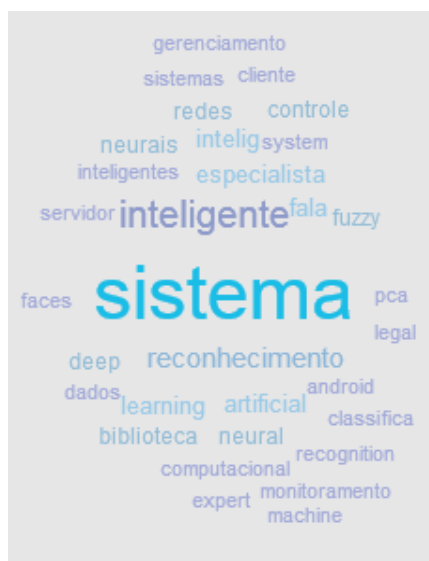 gerenciamento
sistemas cliente
redes controle
neurais intelig system
inteligentes especialista
servidor inteligente fala fuzzy
faces sistema pca
legal
deep reconhecimento
dados learning artificial android
classifica
biblioteca neural
computacional recognition
expert monitoramento
machine